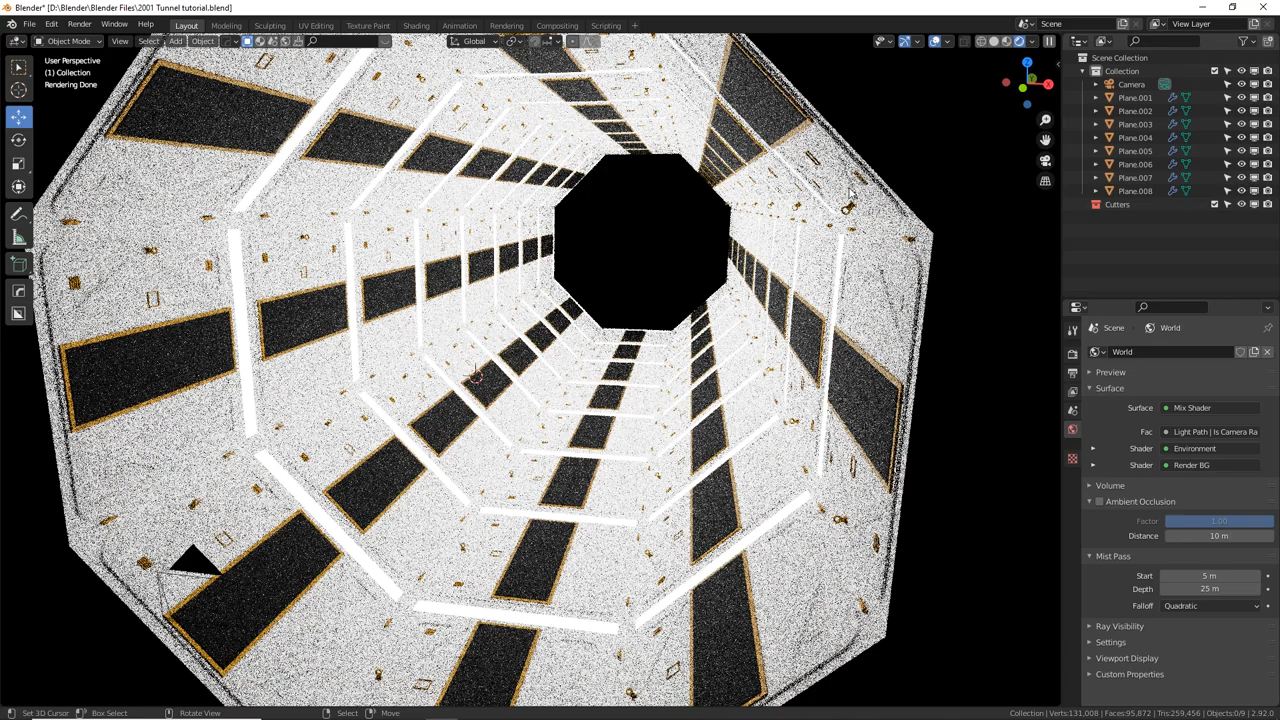 Blender* [D:\Blender\Blender Files\2001 Tunnel tutorial.blend]
File Edit Render Window Help Layout Modeling Sculpting UV Editing Texture Paint Shading Animation Rendering Compositing Scripting + Scene View Layer
Object Mode View Select Add Object Global
User Perspective
(1) Collection
Rendering Done
Z
X
Scene Collection
Collection
Camera
Plane.001
Plane.002
Plane.003
Plane.004
Plane.005
Plane.006
Plane.007
Plane.008
Cutters
Scene World
World
Preview
Surface
Surface Mix Shader
Fac Light Path | Is Camera Ra
Shader Environment
Shader Render BG
Volume
Ambient Occlusion
Factor 1.00
Distance 10 m
Mist Pass
Start 5 m
Depth 25 m
Falloff Quadratic
Ray Visibility
Settings
Viewport Display
Custom Properties
Set 3D Cursor Box Select Rotate View Select Move Collection | Verts:131,008 | Faces:95,872 | Tris:259,456 | Objects:0/9 | 2.92.0